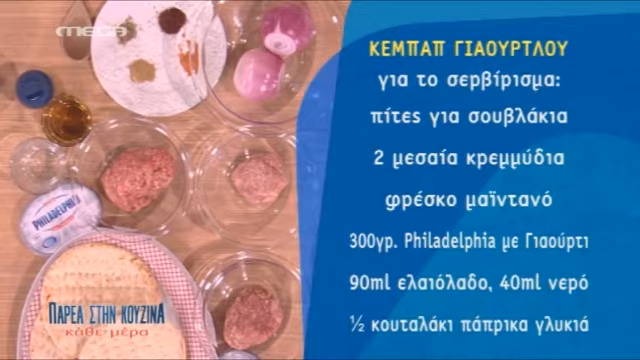 MEGA
ΚΕΜΠΑΠ ΓΙΑΟΥΡΤΛΟΥ
για το σερβίρισμα:
πίτες για σουβλάκια
2 μεσαία κρεμμύδια
φρέσκο μαϊντανό
300γρ. Philadelphia με Γιαούρτι
90ml ελαιόλαδο, 40ml νερό
½ κουταλάκι πάπρικα γλυκιά
PHILADELPHIA
ΠΑΡΕΑ ΣΤΗΝ ΚΟΥΖΙΝΑ
κάθε μέρα